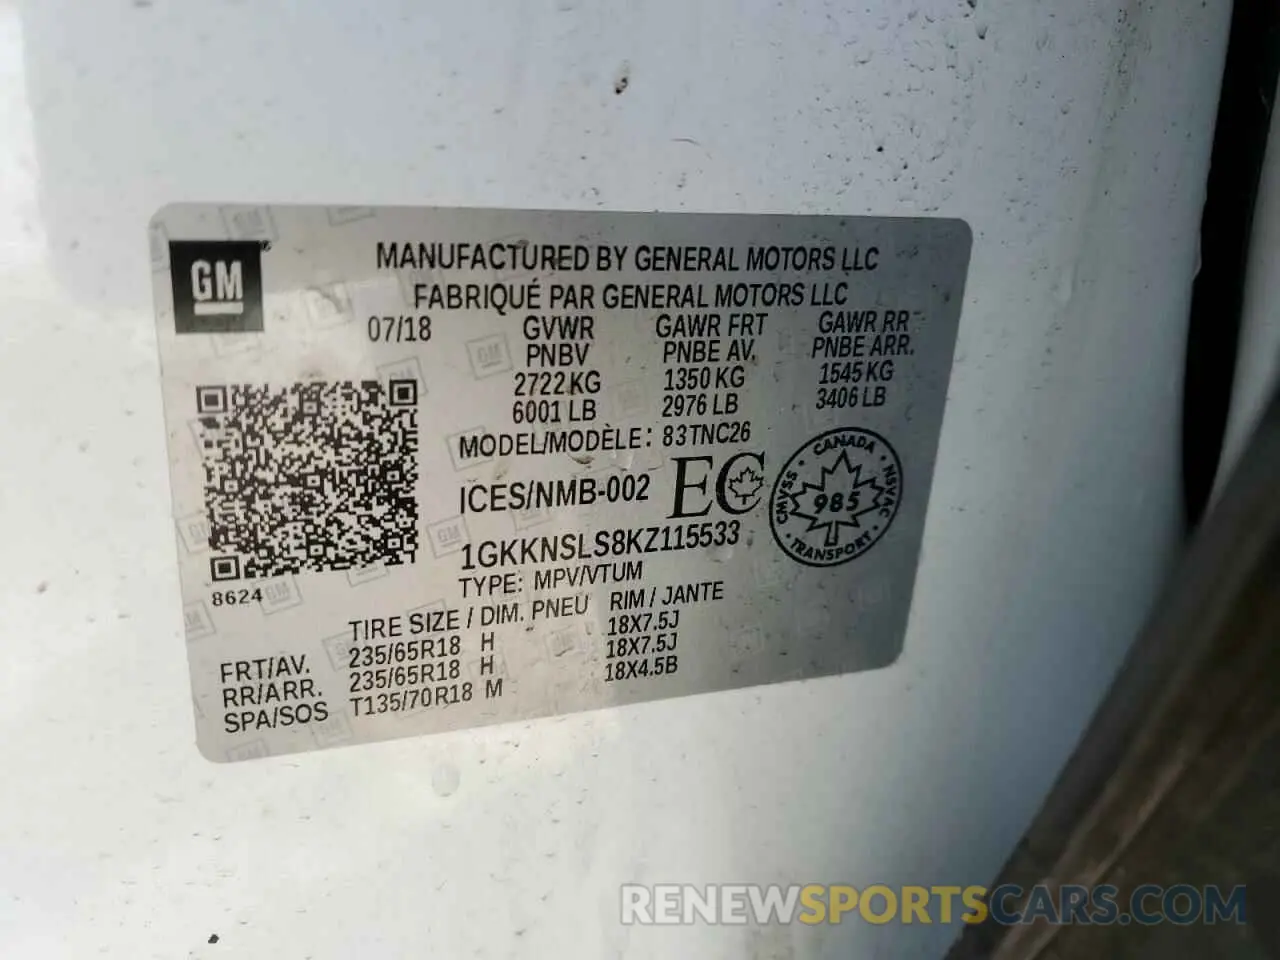 GM®
MANUFACTURED BY GENERAL MOTORS LLC
FABRIQUÉ PAR GENERAL MOTORS LLC
07/18 GVWR GAWR FRT GAWR RR
PNBV PNBE AV. PNBE ARR.
2722 KG 1350 KG 1545 KG
6001 LB 2976 LB 3406 LB
MODEL/MODÈLE: 83TNC26
ICES/NMB-002 EC
CANADA
CMVSS • NSVAC
985
• TRANSPORT •
1GKKNSLS8KZ115533
TYPE: MPV/VTUM
8624
TIRE SIZE / DIM. PNEU RIM / JANTE
FRT/AV. 235/65R18 H 18X7.5J
RR/ARR. 235/65R18 H 18X7.5J
SPA/SOS T135/70R18 M 18X4.5B
RENEWSPORTSCARS.COM